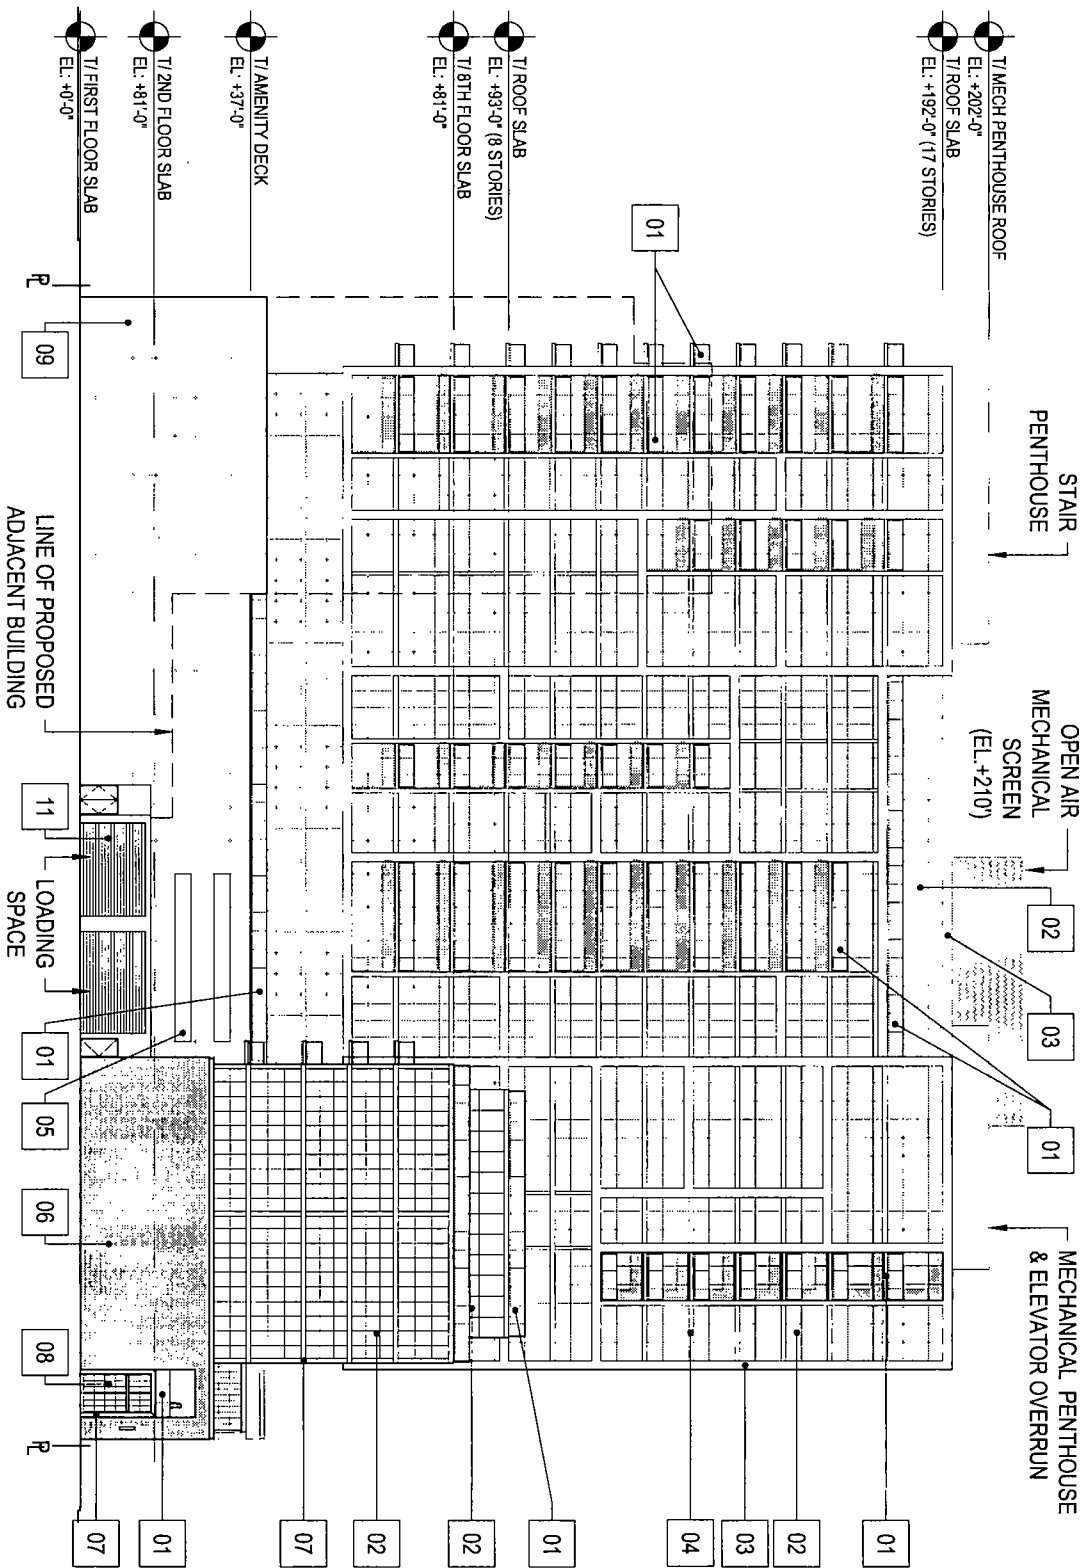 STAIR
PENTHOUSE
OPEN AIR
MECHANICAL
SCREEN
(EL.+210')
MECHANICAL PENTHOUSE
& ELEVATOR OVERRUN
T/ MECH PENTHOUSE ROOF
EL: +202'-0"
T/ ROOF SLAB
EL: +192'-0" (17 STORIES)
T/ ROOF SLAB
EL: +93'-0" (8 STORIES)
T/ 8TH FLOOR SLAB
EL: +81'-0"
T/ AMENITY DECK
EL: +37'-0"
T/ 2ND FLOOR SLAB
EL: +81'-0"
T/ FIRST FLOOR SLAB
EL: +0'-0"
01
02
03
01
01
02
03
04
01
02
02
07
01
07
PL
PL
09
LINE OF PROPOSED
ADJACENT BUILDING
11
LOADING
SPACE
01
05
06
08